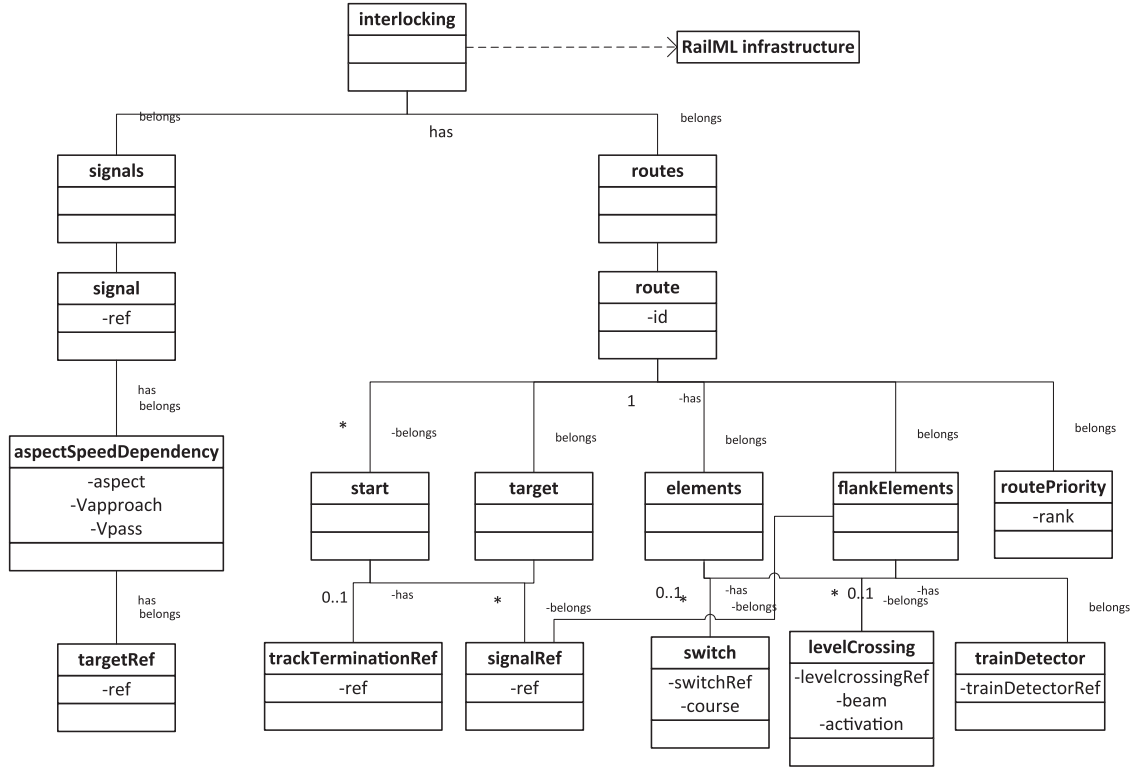 interlocking
RailML infrastructure
belongs
has
belongs
signals
routes
signal
-ref
route
-id
has
belongs
1
-has
*
-belongs
belongs
belongs
belongs
belongs
aspectSpeedDependency
-aspect
-Vapproach
-Vpass
start
target
elements
flankElements
routePriority
-rank
has
belongs
0..1
-has
*
-belongs
0..1
*
-has
-belongs
*
0..1
-has
-belongs
belongs
targetRef
-ref
trackTerminationRef
-ref
signalRef
-ref
switch
-switchRef
-course
levelCrossing
-levelcrossingRef
-beam
-activation
trainDetector
-trainDetectorRef